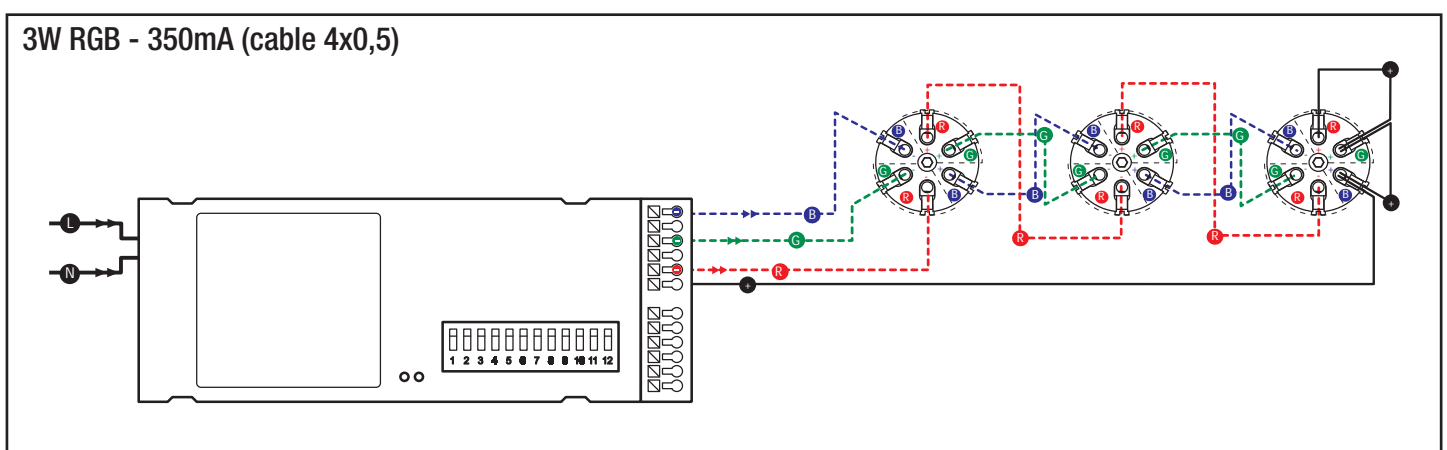 3W RGB - 350mA (cable 4x0,5)
+
B R B R B R
L B G G G G
G B G B G
R B R B R B
N G R R
R
+
+
1 2 3 4 5 6 7 8 9 10 11 12